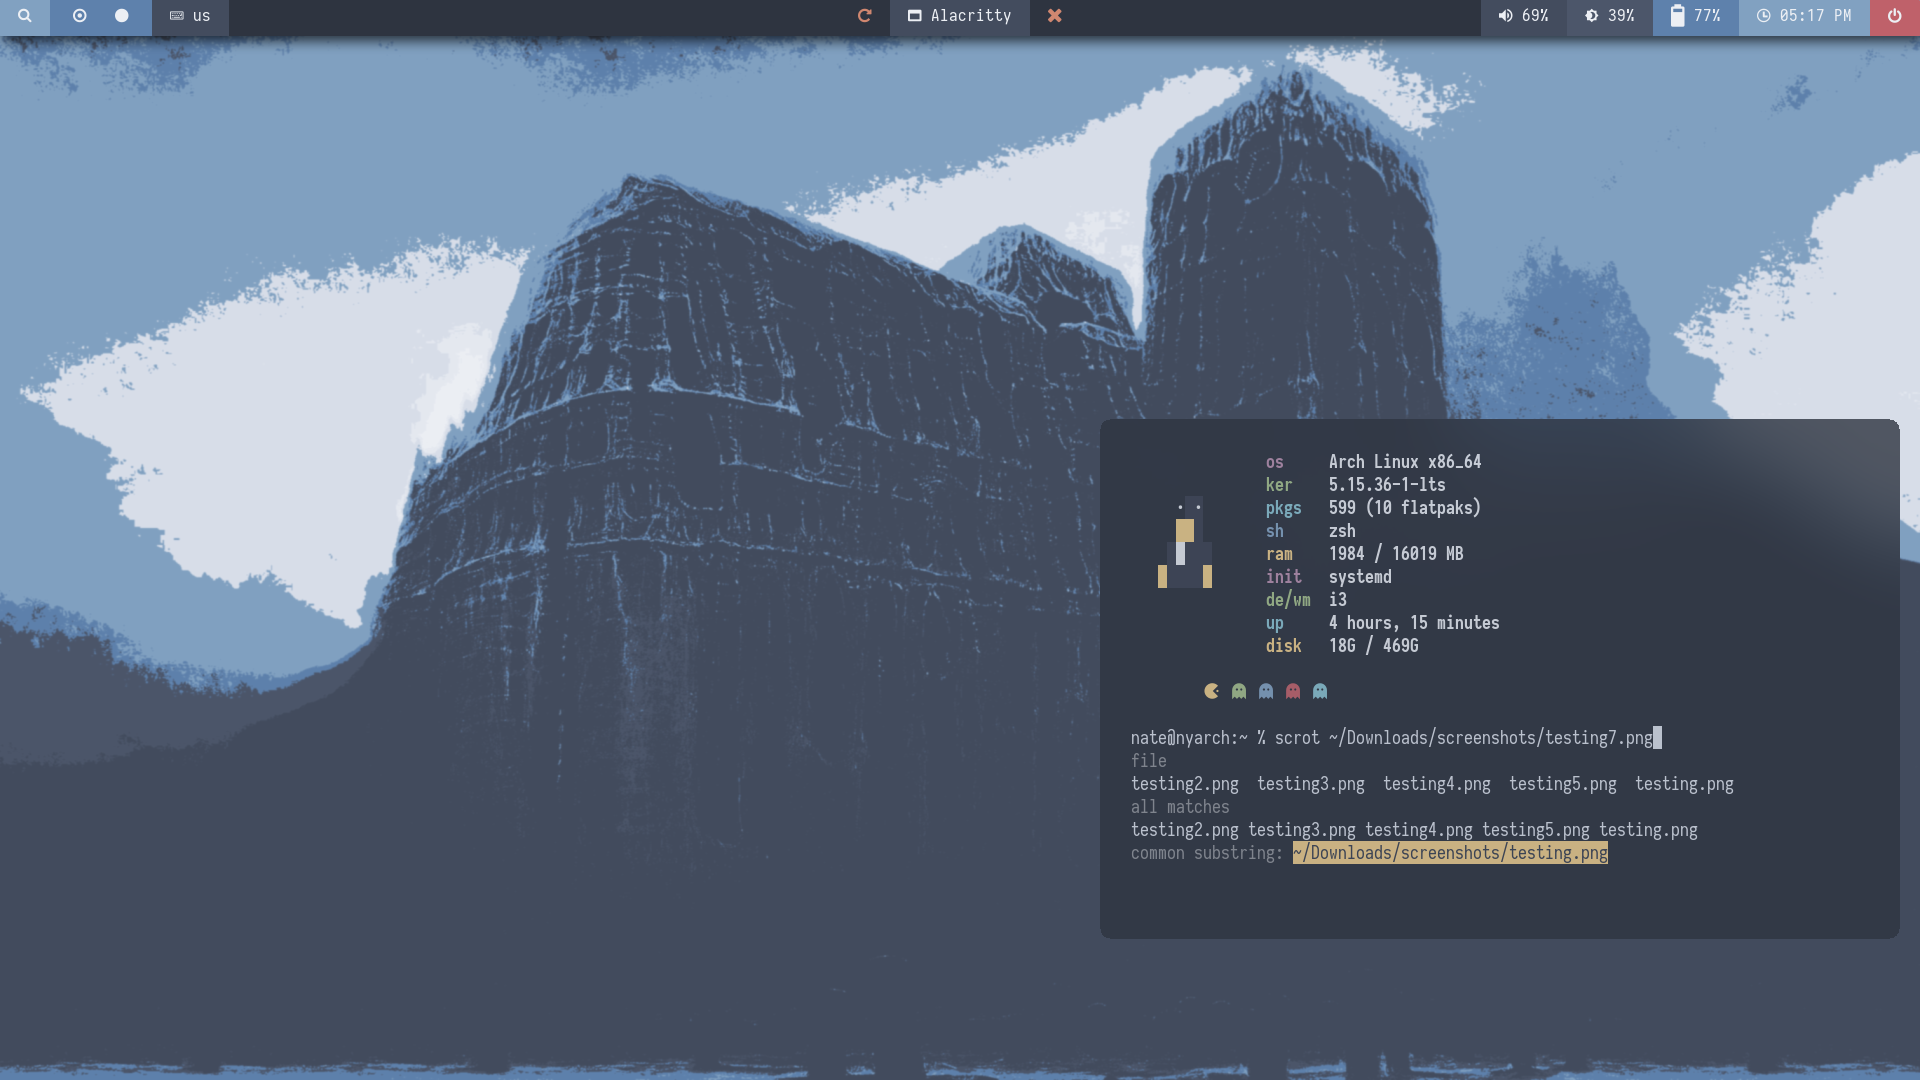 us
Alacritty
69%
39%
77%
05:17 PM
os Arch Linux x86_64
ker 5.15.36-1-lts
pkgs 599 (10 flatpaks)
sh zsh
ram 1984 / 16019 MB
init systemd
de/wm i3
up 4 hours, 15 minutes
disk 18G / 469G
nate@nyarch:~ % scrot ~/Downloads/screenshots/testing7.png
file
testing2.png testing3.png testing4.png testing5.png testing.png
all matches
testing2.png testing3.png testing4.png testing5.png testing.png
common substring: ~/Downloads/screenshots/testing.png